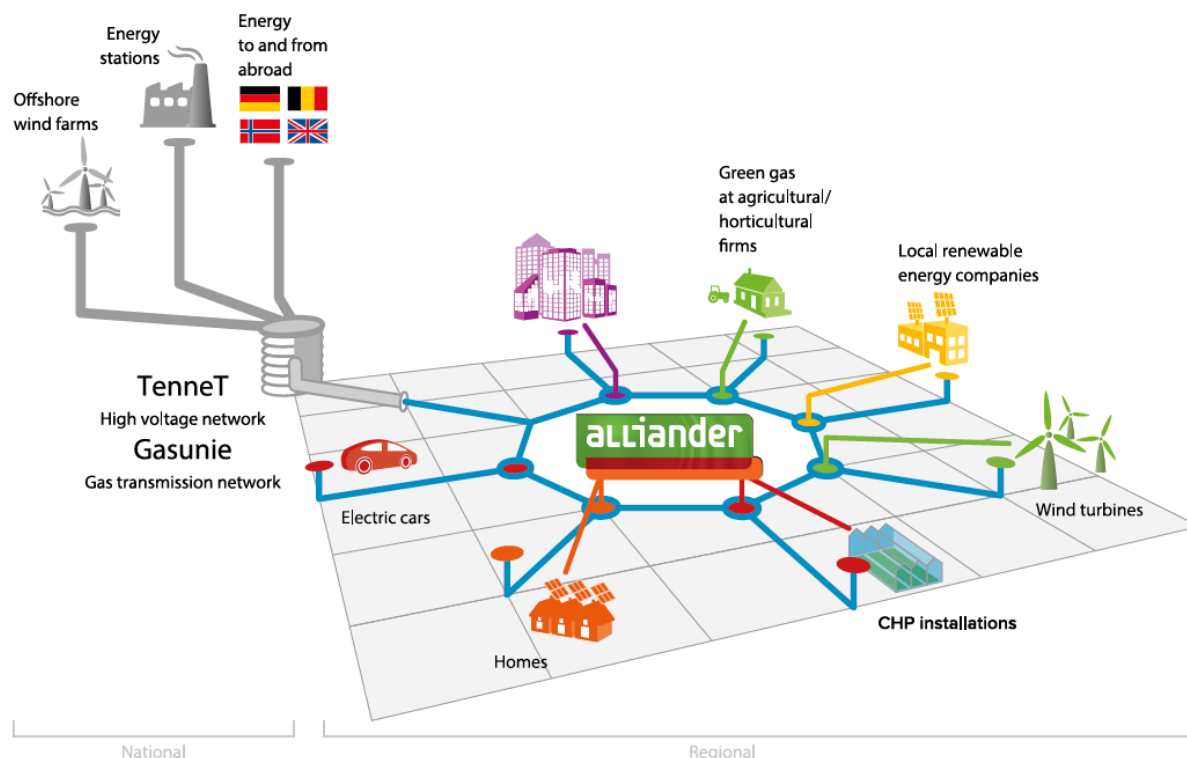 Energy
stations
Energy
to and from
abroad
Offshore
wind farms
Green gas
at agricultural/
horticultural
firms
Local renewable
energy companies
TenneT
High voltage network
Gasunie
Gas transmission network
alliander
Electric cars
Wind turbines
CHP installations
Homes
National
Regional